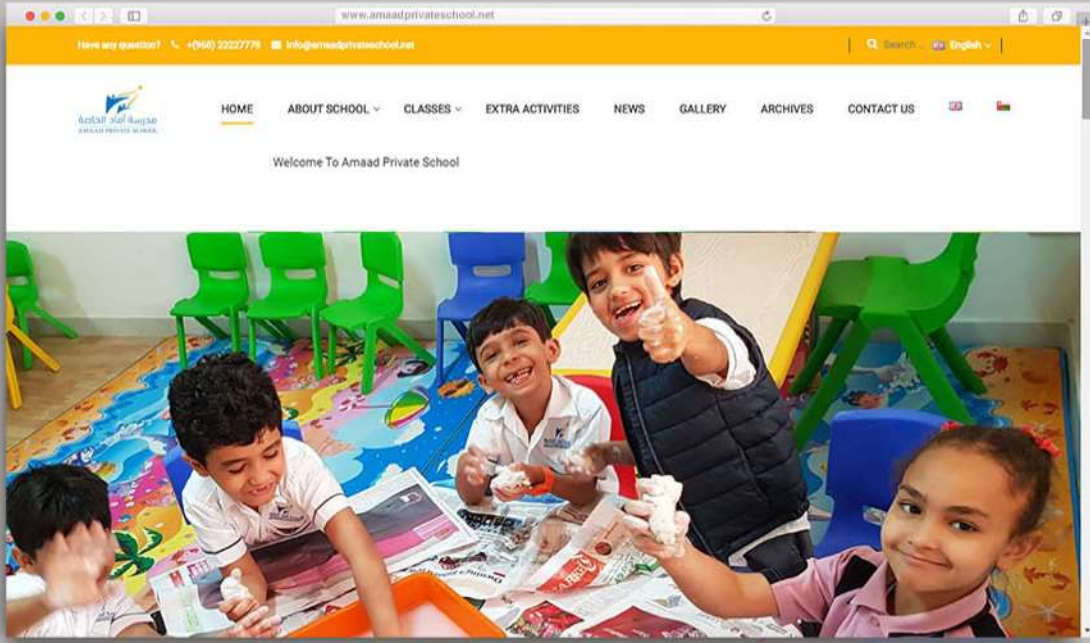 www.amaadprivateschool.net
Have any question? +(968) 22227778 info@amaadprivateschool.net Search ... English
مدرسة آماد الخاصة
AMAAD PRIVATE SCHOOL
HOME ABOUT SCHOOL CLASSES EXTRA ACTIVITIES NEWS GALLERY ARCHIVES CONTACT US
Welcome To Amaad Private School